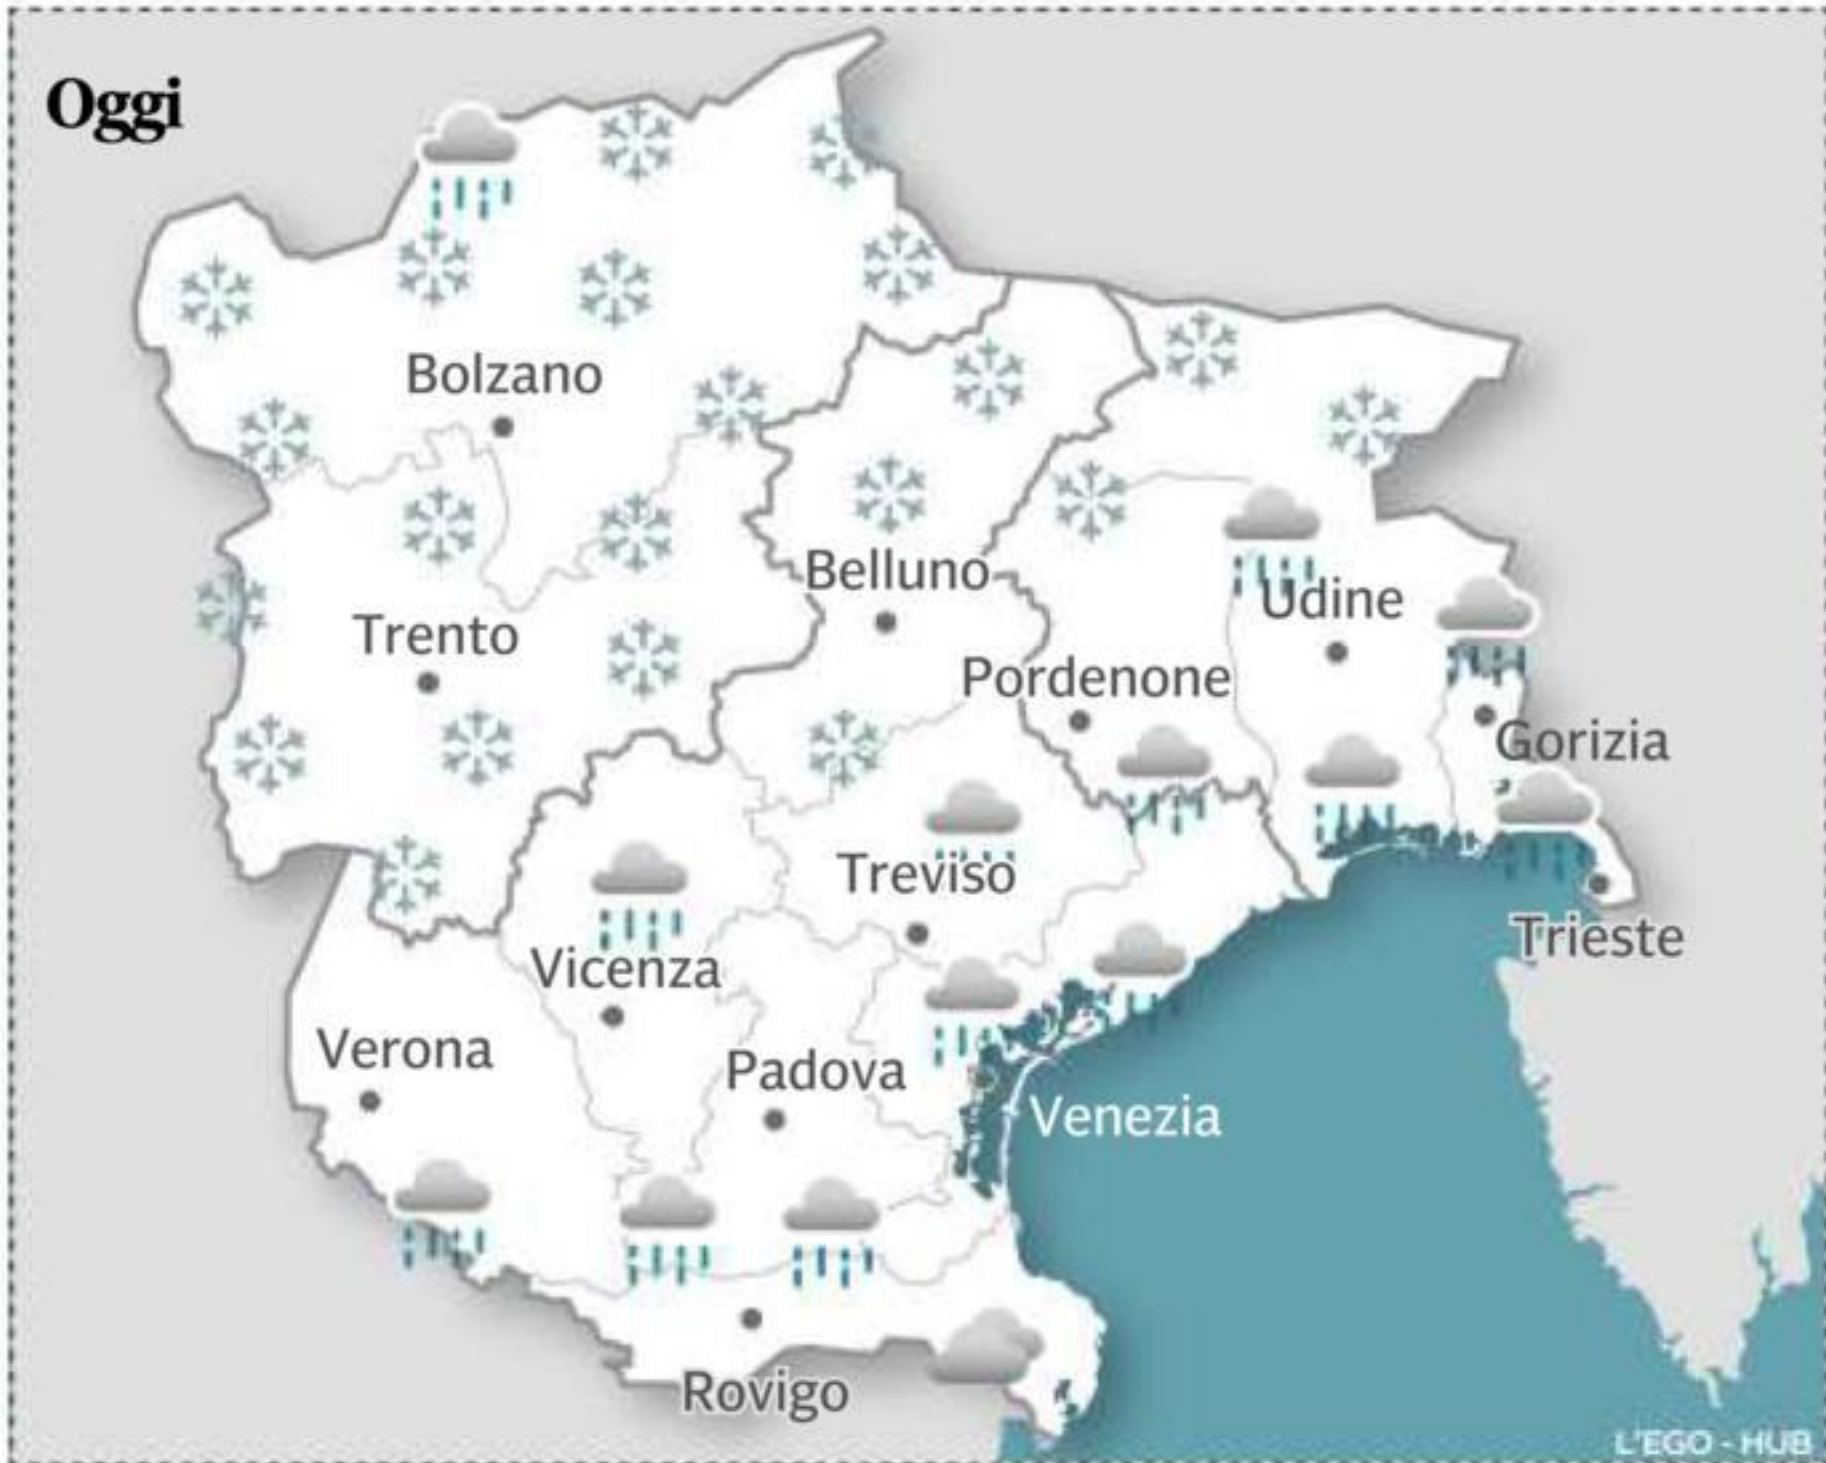 Oggi
Bolzano
Belluno
Udine
Trento
Pordenone
Gorizia
Treviso
Trieste
Vicenza
Verona
Padova
Venezia
Rovigo
L'EGO - HUB